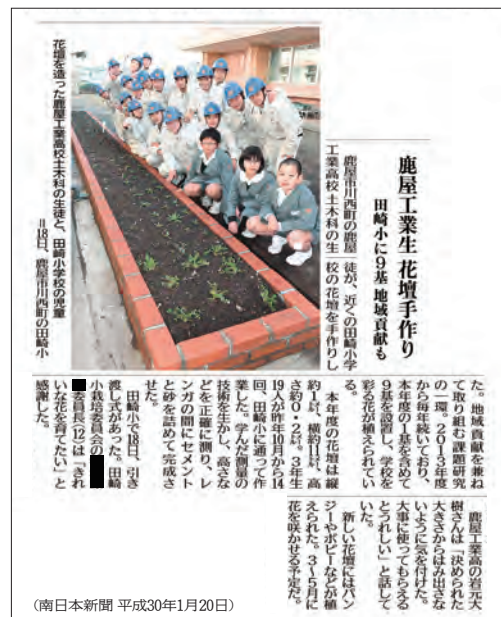 鹿屋工業生 花壇手作り
田崎小に9基 地域貢献も
鹿屋市川西町の鹿屋
工業高校土木科の生
徒が、近くの田崎小学
校の花壇を手作りし
た。地域貢献を兼ね
て取り組む課題研究
の一環。2013年度
から毎年続いており、
本年度の1基を含めて
9基を設置し、学校を
彩る花が植えられてい
る。
本年度の花壇は縦
約1㍍、横約11㍍、高
さ約0・2㍍。3年生
19人が昨年10月から14
回、田崎小に通って作
業した。学んだ測量の
技術を生かし、高さな
どを正確に測り、レ
ンガの間にセメント
と砂を詰めて完成さ
せた。
田崎小で18日、引き
渡し式があった。田崎
小栽培委員会の
委員長(12)は「きれ
いな花を育てたい」と
感謝した。
鹿屋工業高の岩元大
樹さんは「決められた
大きさからはみ出さな
いように気を付けた。
大事に使ってもらえる
とうれしい」と話して
いた。
新しい花壇にはパン
ジーやポピーなどが植
えられた。3～5月に
花を咲かせる予定だ。
花壇を造った鹿屋工業高校土木科の生徒と、田崎小学校の児童
＝18日、鹿屋市川西町の田崎小
(南日本新聞 平成30年1月20日)